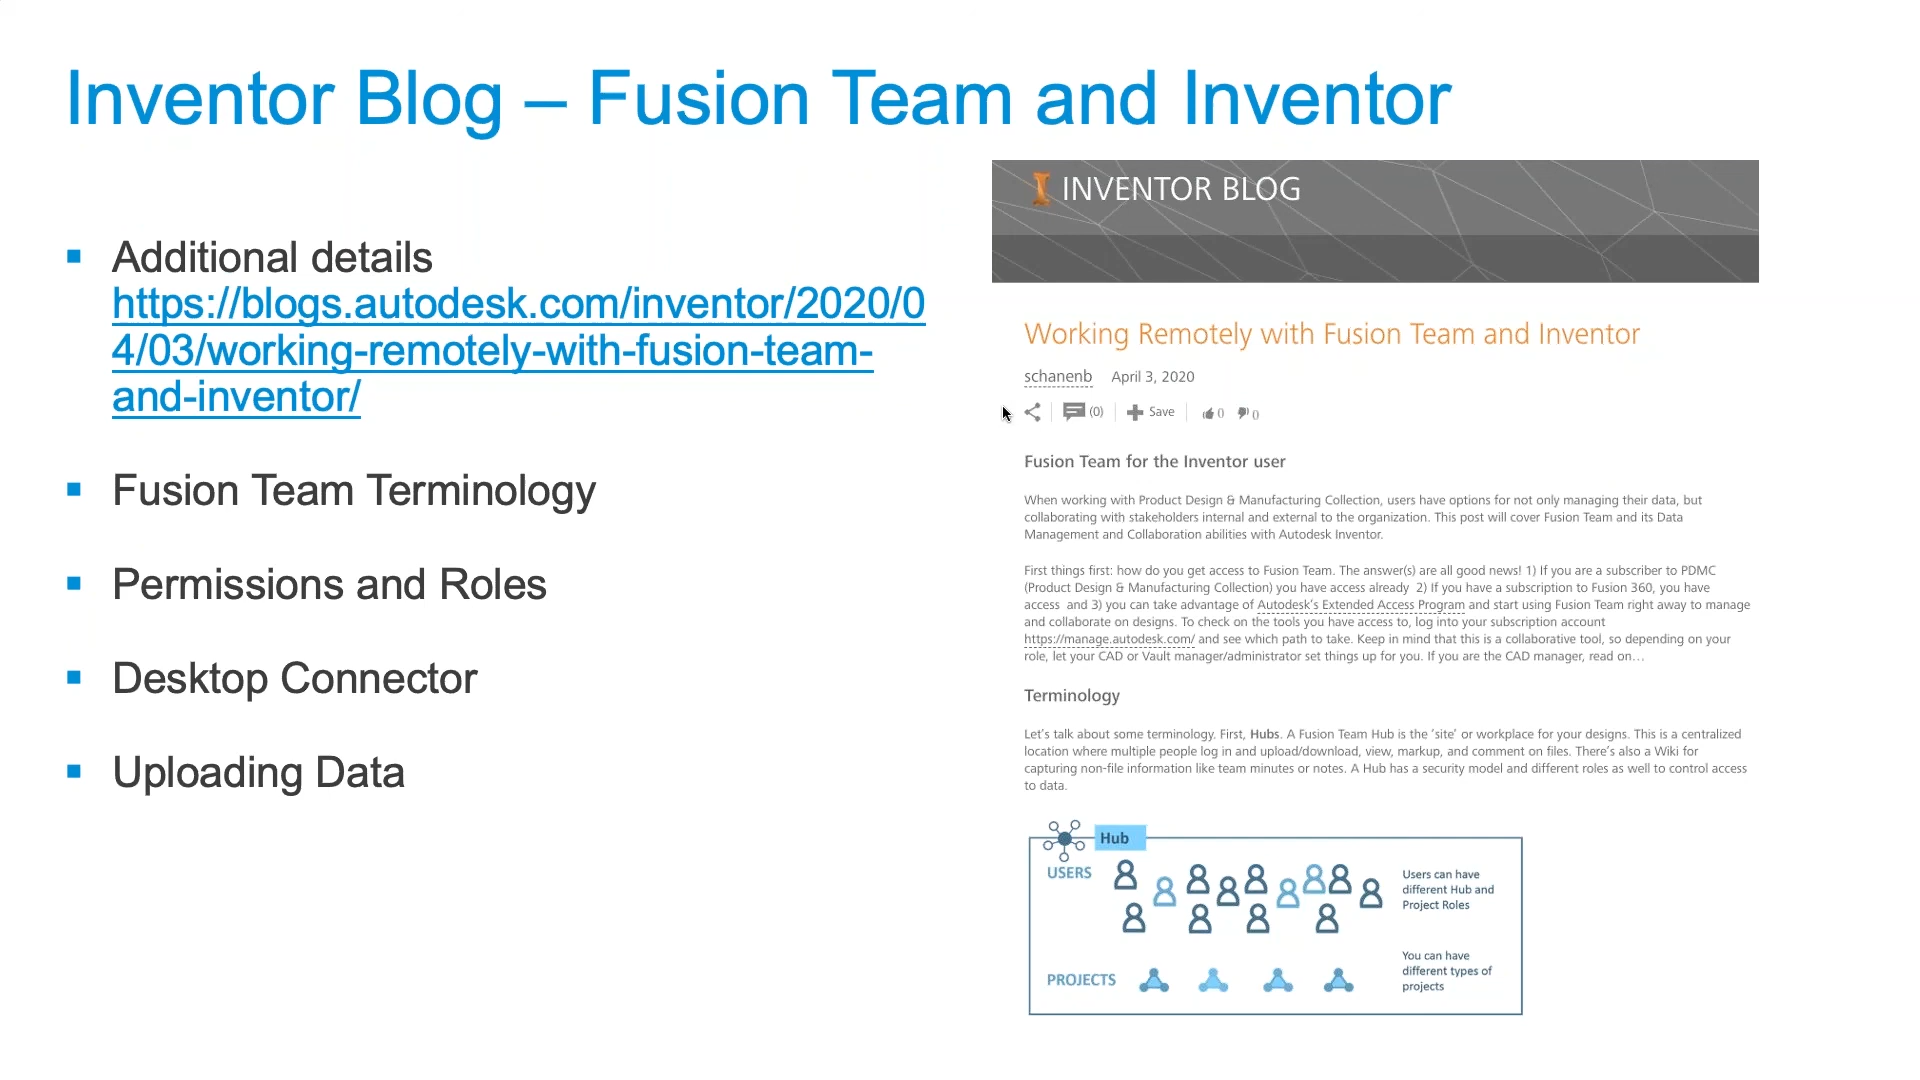 Inventor Blog – Fusion Team and Inventor
Additional details
https://blogs.autodesk.com/inventor/2020/0
4/03/working-remotely-with-fusion-team-
and-inventor/
Fusion Team Terminology
Permissions and Roles
Desktop Connector
Uploading Data
INVENTOR BLOG
Working Remotely with Fusion Team and Inventor
schanenb April 3, 2020
(0) Save 0 0
Fusion Team for the Inventor user
When working with Product Design & Manufacturing Collection, users have options for not only managing their data, but
collaborating with stakeholders internal and external to the organization. This post will cover Fusion Team and its Data
Management and Collaboration abilities with Autodesk Inventor.
First things first: how do you get access to Fusion Team. The answer(s) are all good news! 1) If you are a subscriber to PDMC
(Product Design & Manufacturing Collection) you have access already 2) If you have a subscription to Fusion 360, you have
access and 3) you can take advantage of Autodesk's Extended Access Program and start using Fusion Team right away to manage
and collaborate on designs. To check on the tools you have access to, log into your subscription account
https://manage.autodesk.com/ and see which path to take. Keep in mind that this is a collaborative tool, so depending on your
role, let your CAD or Vault manager/administrator set things up for you. If you are the CAD manager, read on…
Terminology
Let's talk about some terminology. First, Hubs. A Fusion Team Hub is the 'site' or workplace for your designs. This is a centralized
location where multiple people log in and upload/download, view, markup, and comment on files. There's also a Wiki for
capturing non-file information like team minutes or notes. A Hub has a security model and different roles as well to control access
to data.
Hub
USERS
Users can have
different Hub and
Project Roles
PROJECTS
You can have
different types of
projects